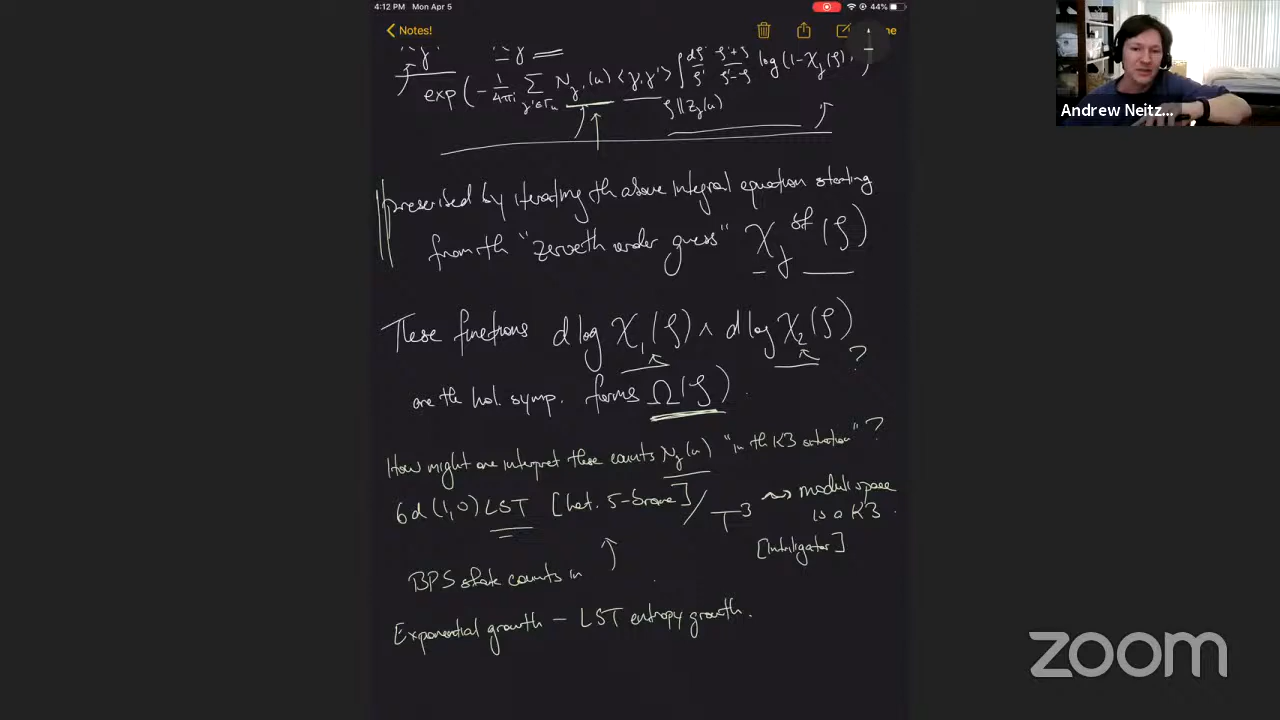 4:12 PM Mon Apr 5
44%
Notes!
exp(-1/4πi ∑_{γ'∈Γ_u} N_{γ'}(u) <γ,γ'> ∫ dζ'/ζ' ζ'+ζ/ζ'-ζ log(1-X_{γ'}(ζ'
prescribed by iterating the above integral equation starting
from the "zeroeth order guess" X_γ^{sf}(ζ)
These functions d log X_1(ζ) ∧ d log X_2(ζ)
?
are the hol. symp. forms Ω(ζ).
How might one interpret these counts N_γ(u) "in the K3 situation"?
6d (1,0) LST [het. 5-brane] / T^3 ⇝ moduli space
is a K3
[Intriligator]
BPS state counts in
Exponential growth - LST entropy growth.
Andrew Neitz...
zoom